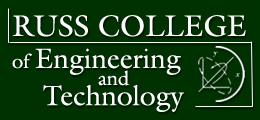 RUSS COLLEGE
of Engineering
and
Technology